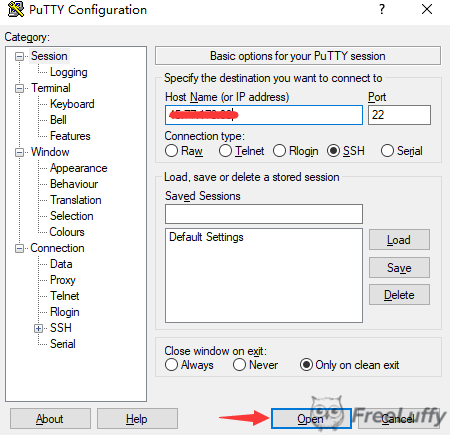 PuTTY Configuration
Category:
Session
Logging
Terminal
Keyboard
Bell
Features
Window
Appearance
Behaviour
Translation
Selection
Colours
Connection
Data
Proxy
Telnet
Rlogin
SSH
Serial
Basic options for your PuTTY session
Specify the destination you want to connect to
Host Name (or IP address) Port
22
Connection type:
Raw Telnet Rlogin SSH Serial
Load, save or delete a stored session
Saved Sessions
Default Settings
Load
Save
Delete
Close window on exit:
Always Never Only on clean exit
About Help Open Cancel
FreeLuffy